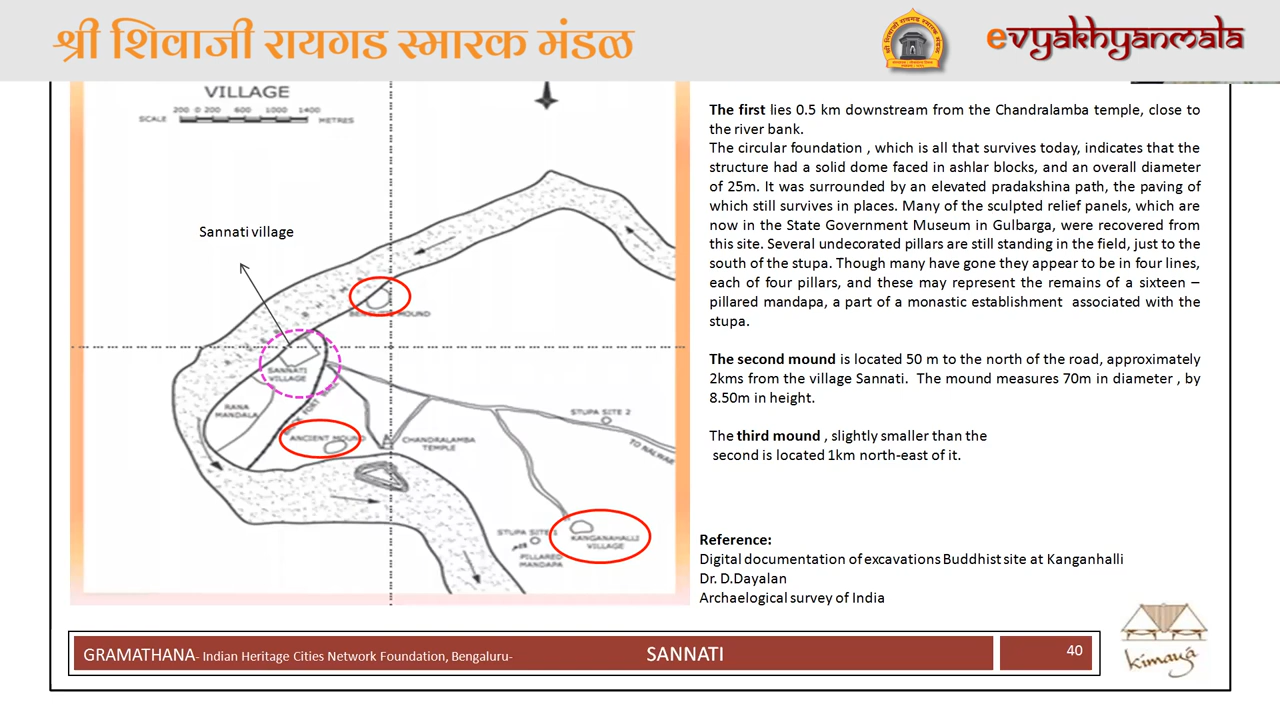 श्री शिवाजी रायगड स्मारक मंडळ
evyakhyanmala
VILLAGE
200 0 200 600 1000 1400
SCALE METRES
Sannati village
MOUND
SANNATI
VILLAGE
RANA
MANDALA
FORT
ANCIENT MOUND
CHANDRALAMBA
TEMPLE
STUPA SITE 2
TO NALWAR
STUPA SITE 1
PILLARED
MANDAPA
KANGANAHALLI
VILLAGE
The first lies 0.5 km downstream from the Chandralamba temple, close to
the river bank.
The circular foundation , which is all that survives today, indicates that the
structure had a solid dome faced in ashlar blocks, and an overall diameter
of 25m. It was surrounded by an elevated pradakshina path, the paving of
which still survives in places. Many of the sculpted relief panels, which are
now in the State Government Museum in Gulbarga, were recovered from
this site. Several undecorated pillars are still standing in the field, just to the
south of the stupa. Though many have gone they appear to be in four lines,
each of four pillars, and these may represent the remains of a sixteen –
pillared mandapa, a part of a monastic establishment associated with the
stupa.
The second mound is located 50 m to the north of the road, approximately
2kms from the village Sannati. The mound measures 70m in diameter , by
8.50m in height.
The third mound , slightly smaller than the
second is located 1km north-east of it.
Reference:
Digital documentation of excavations Buddhist site at Kanganhalli
Dr. D.Dayalan
Archaelogical survey of India
GRAMATHANA- Indian Heritage Cities Network Foundation, Bengaluru-
SANNATI
40
kimaya